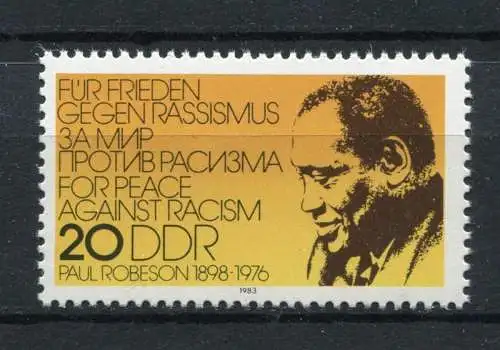 FÜR FRIEDEN
GEGEN RASSISMUS
ЗА МИР
ПРОТИВ РАСИЗМА
FOR PEACE
AGAINST RACISM
20 DDR
PAUL ROBESON 1898-1976
1983